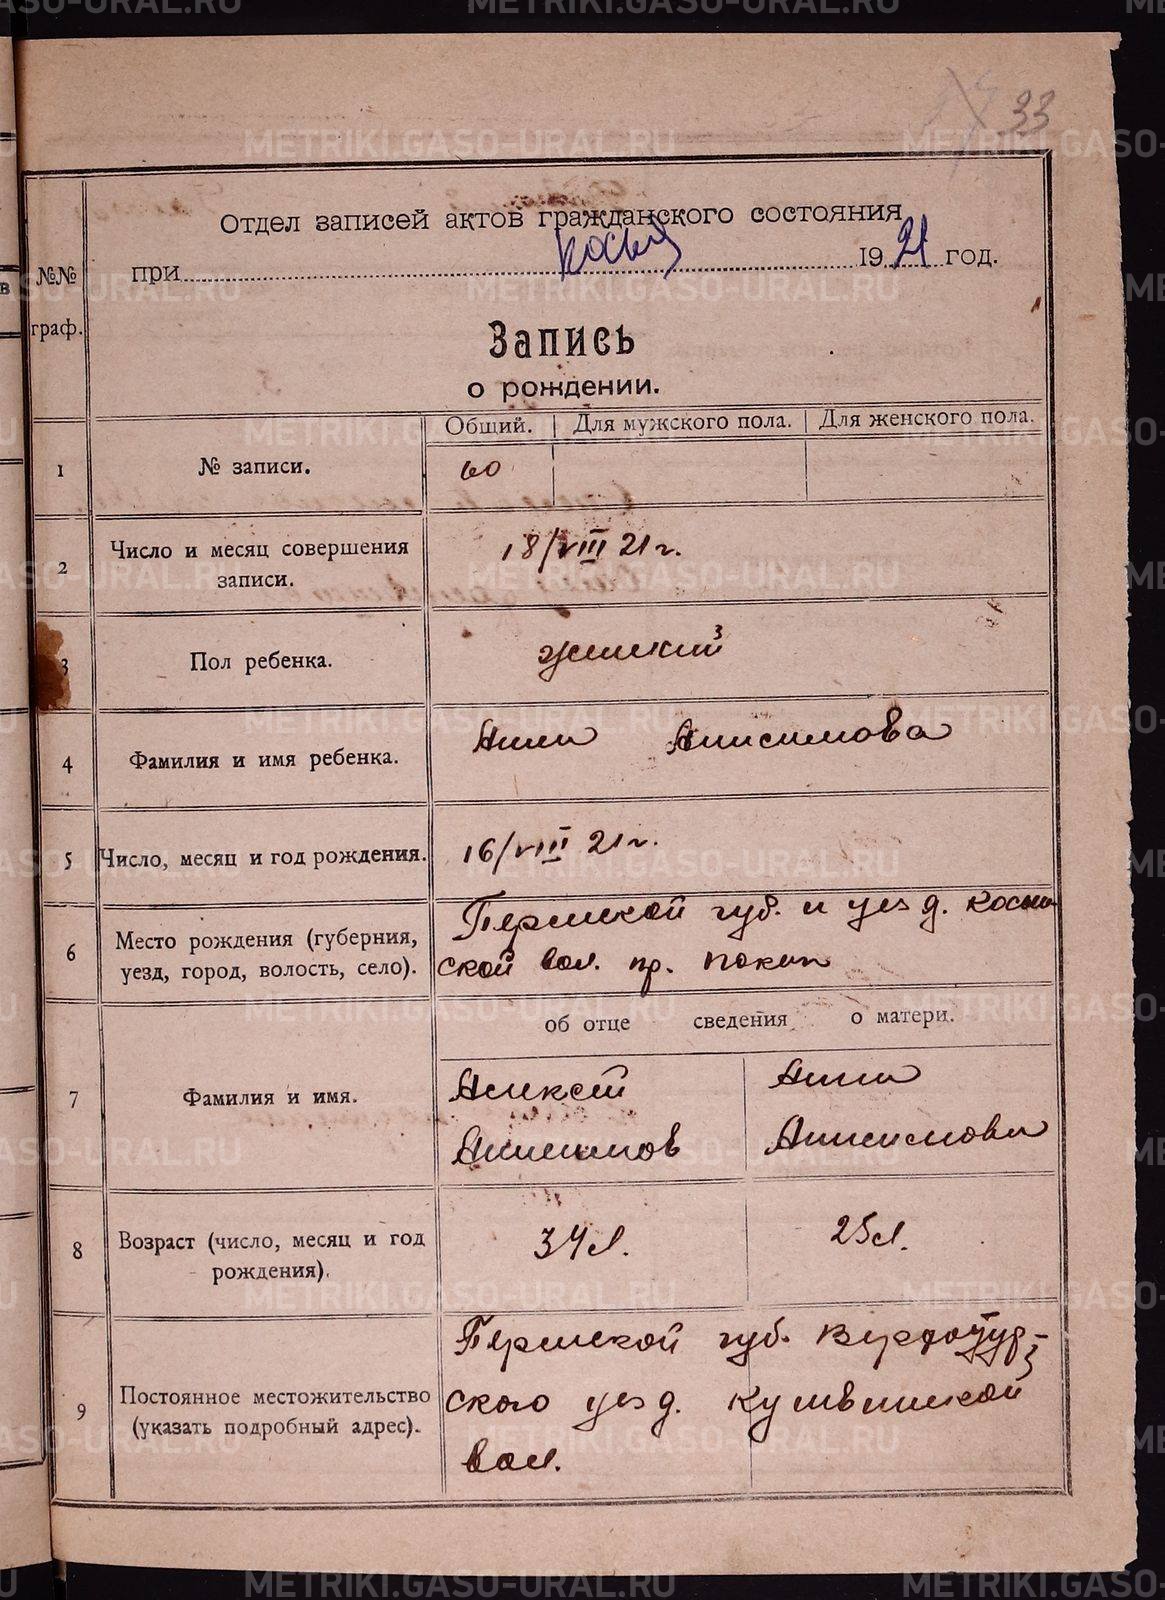 33
Отдел записей актов гражданского состояния
при 1921 год.
№№ граф.
Запись
о рождении.
Общий. Для мужского пола. Для женского пола.
1 № записи. 60
2 Число и месяц совершения записи. 18/VIII 21 г.
3 Пол ребенка. женский
4 Фамилия и имя ребенка. Анна Анисимова
5 Число, месяц и год рождения. 16/VIII 21 г.
6 Место рождения (губерния, Пермской губ. и уезд.
уезд, город, волость, село). ской вол. пр.
об отце сведения о матери.
7 Фамилия и имя. Алексей Анна
Анисимов Анисимова
8 Возраст (число, месяц и год рождения). 34 л. 25 л.
9 Постоянное местожительство Пермской губ. Верхотур-
(указать подробный адрес). ского уезд. Кушвинской
вол.
METRIKI.GASO-URAL.RU